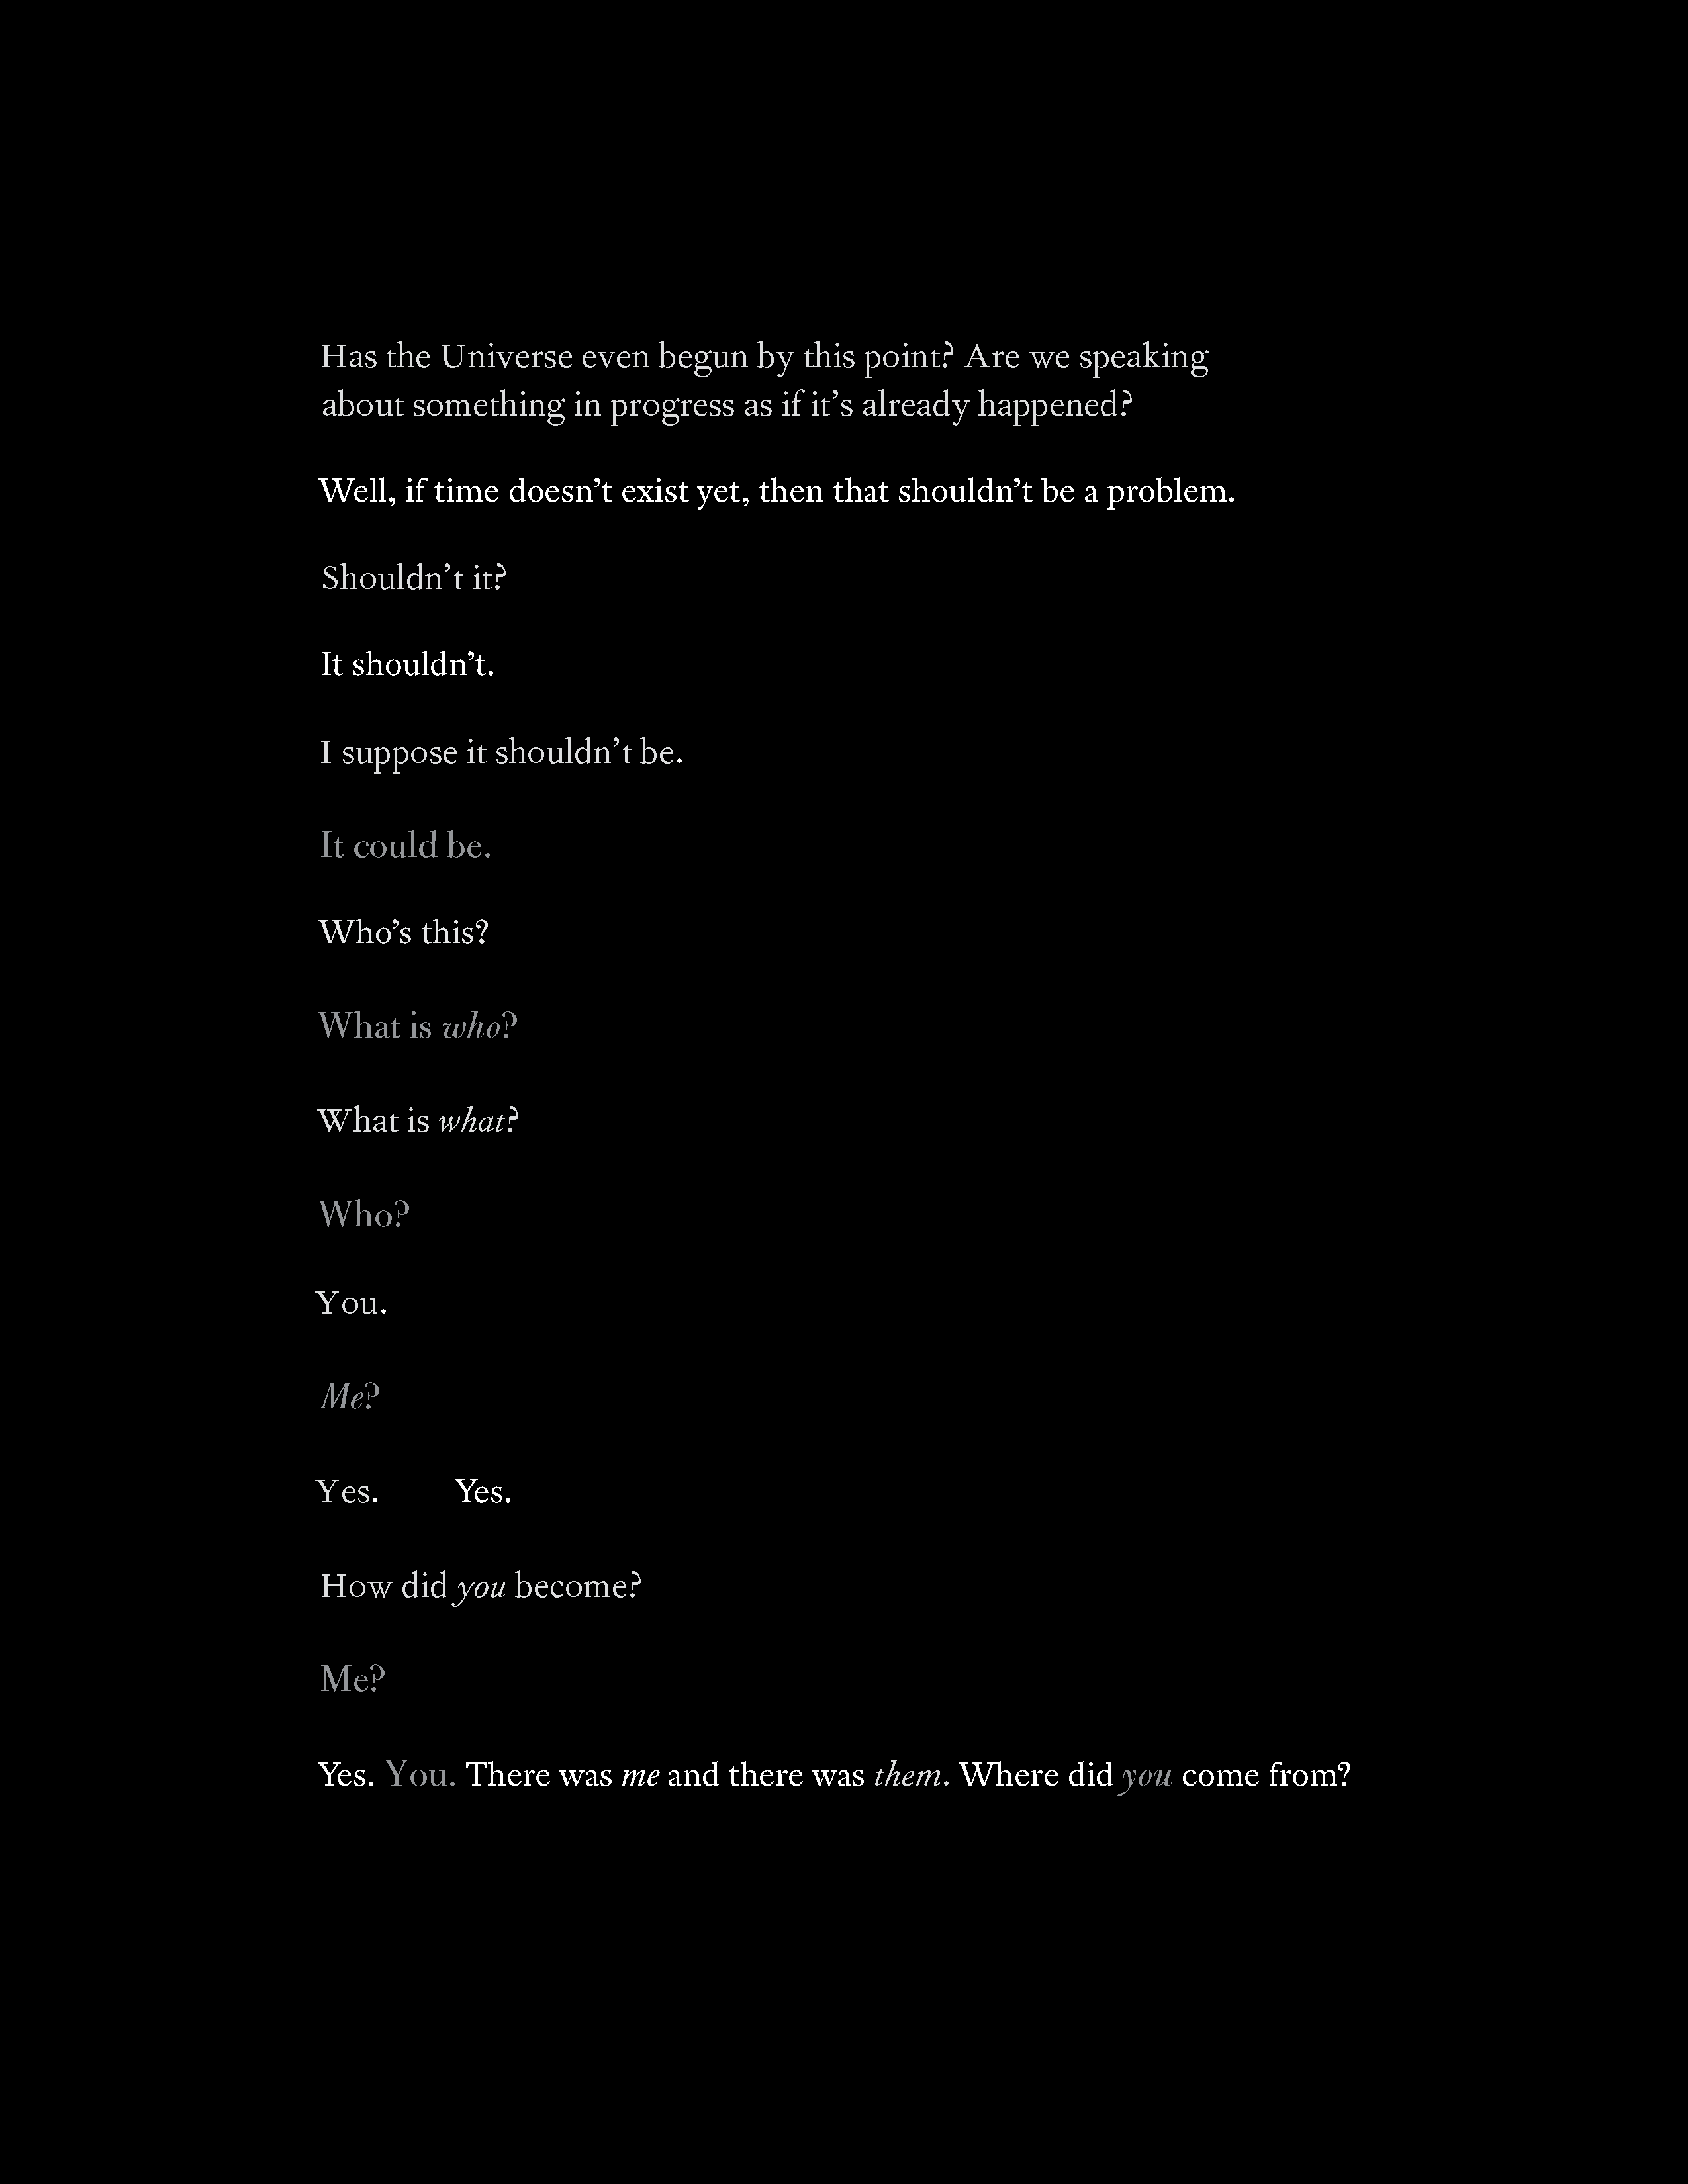 Has the Universe even begun by this point? Are we speaking
about something in progress as if it’s already happened?
Well, if time doesn’t exist yet, then that shouldn’t be a problem.
Shouldn’t it?
It shouldn’t.
I suppose it shouldn’t be.
It could be.
Who’s this?
What is who?
What is what?
Who?
You.
Me?
Yes. Yes.
How did you become?
Me?
Yes. You. There was me and there was them. Where did you come from?